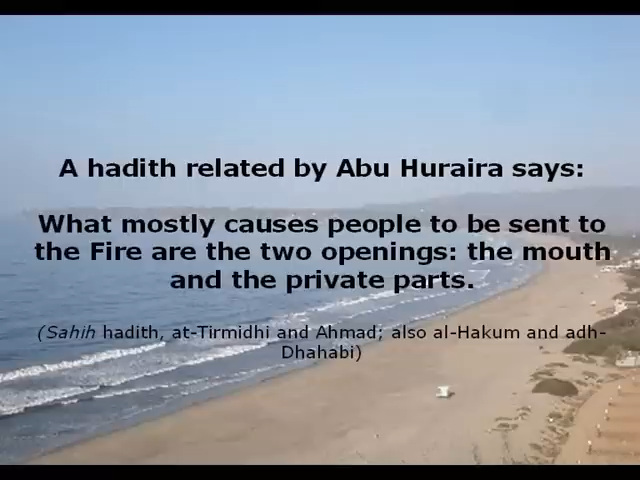 A hadith related by Abu Huraira says:
What mostly causes people to be sent to
the Fire are the two openings: the mouth
and the private parts.
(Sahih hadith, at-Tirmidhi and Ahmad; also al-Hakum and adh-
Dhahabi)